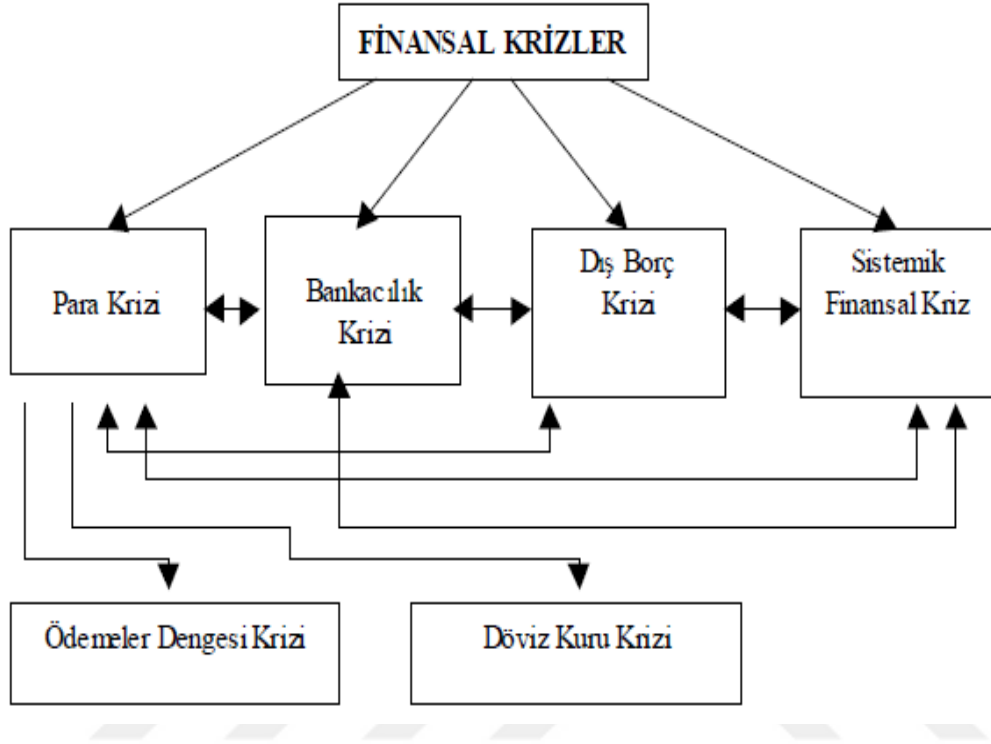 FİNANSAL KRİZLER
Para Krizi
Bankacılık
Krizi
Dış Borç
Krizi
Sistemik
Finansal Kriz
Ödemeler Dengesi Krizi
Döviz Kuru Krizi